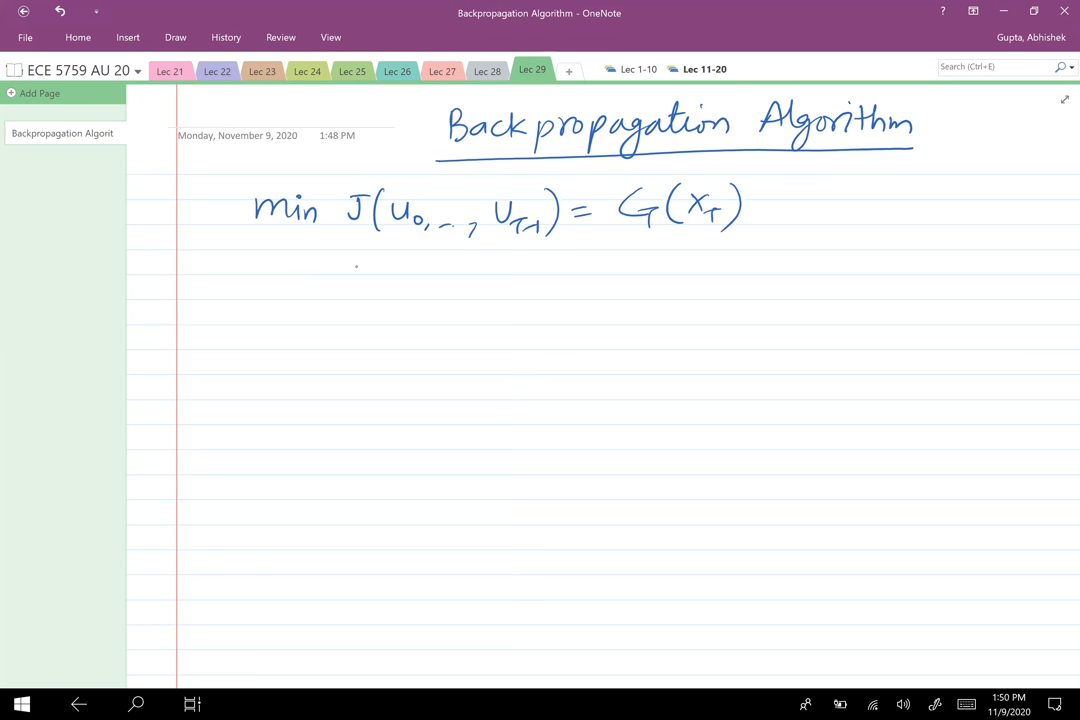 Backpropagation Algorithm - OneNote
?
File Home Insert Draw History Review View Gupta, Abhishek
ECE 5759 AU 20 Lec 21 Lec 22 Lec 23 Lec 24 Lec 25 Lec 26 Lec 27 Lec 28 Lec 29 + Lec 1-10 Lec 11-20 Search (Ctrl+E)
Add Page
Backpropagation Algorit
Monday, November 9, 2020 1:48 PM
Backpropagation Algorithm
min J(u₀, ..., u_{T-1}) = G(x_T)
1:50 PM
11/9/2020